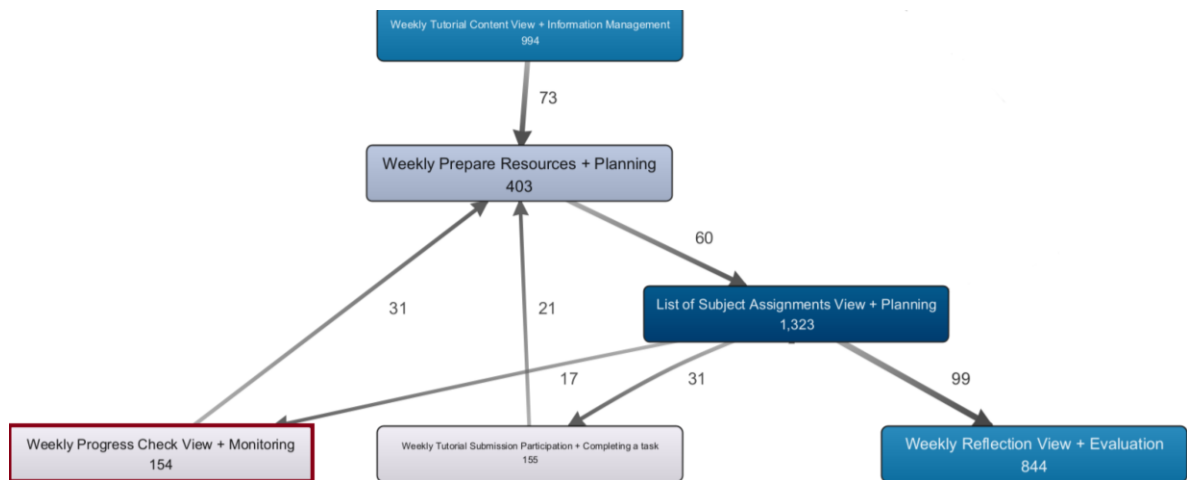 Weekly Tutorial Content View + Information Management
994
73
Weekly Prepare Resources + Planning
403
60
List of Subject Assignments View + Planning
1,323
31
21
17
31
99
Weekly Progress Check View + Monitoring
154
Weekly Tutorial Submission Participation + Completing a task
155
Weekly Reflection View + Evaluation
844